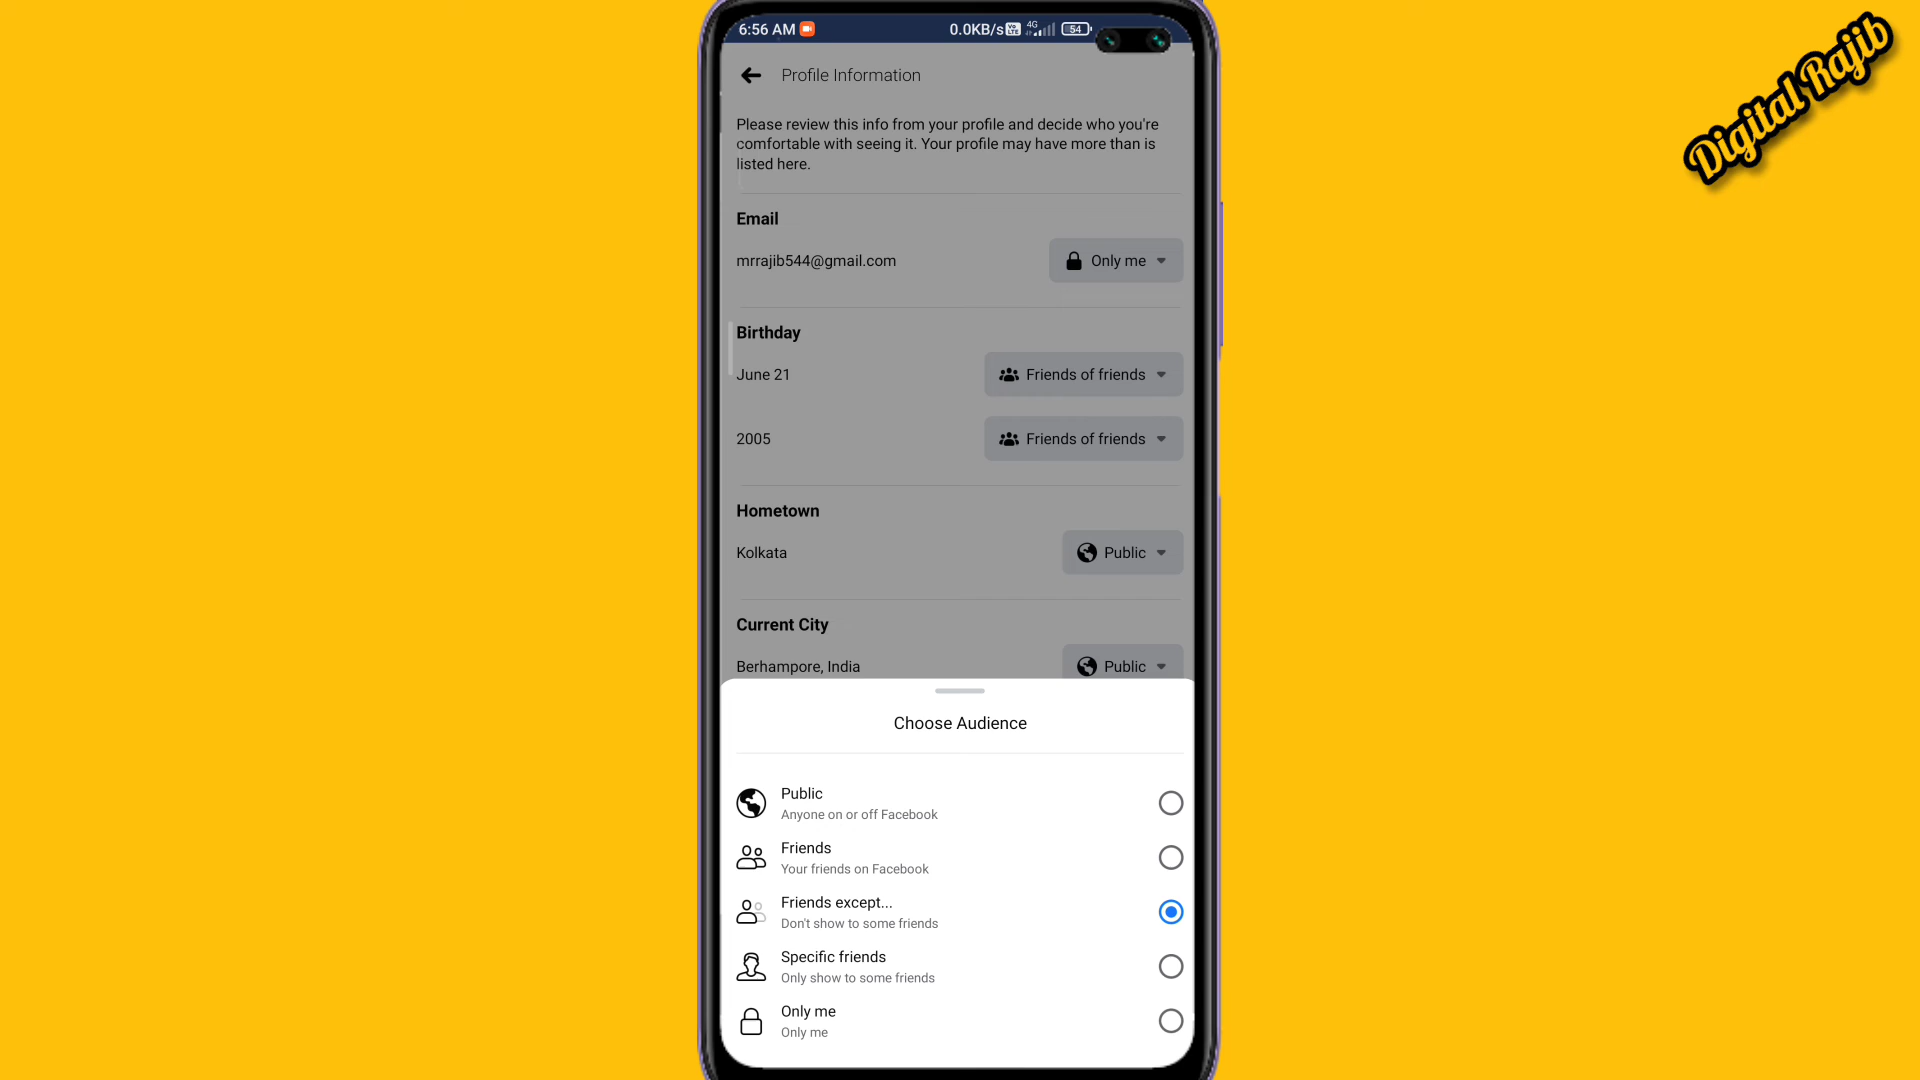 6:56 AM 0.0KB/s 4G 54
Digital Rajib
Profile Information
Please review this info from your profile and decide who you're
comfortable with seeing it. Your profile may have more than is
listed here.
Email
mrrajib544@gmail.com Only me
Birthday
June 21 Friends of friends
2005 Friends of friends
Hometown
Kolkata Public
Current City
Berhampore, India Public
Choose Audience
Public
Anyone on or off Facebook
Friends
Your friends on Facebook
Friends except...
Don't show to some friends
Specific friends
Only show to some friends
Only me
Only me